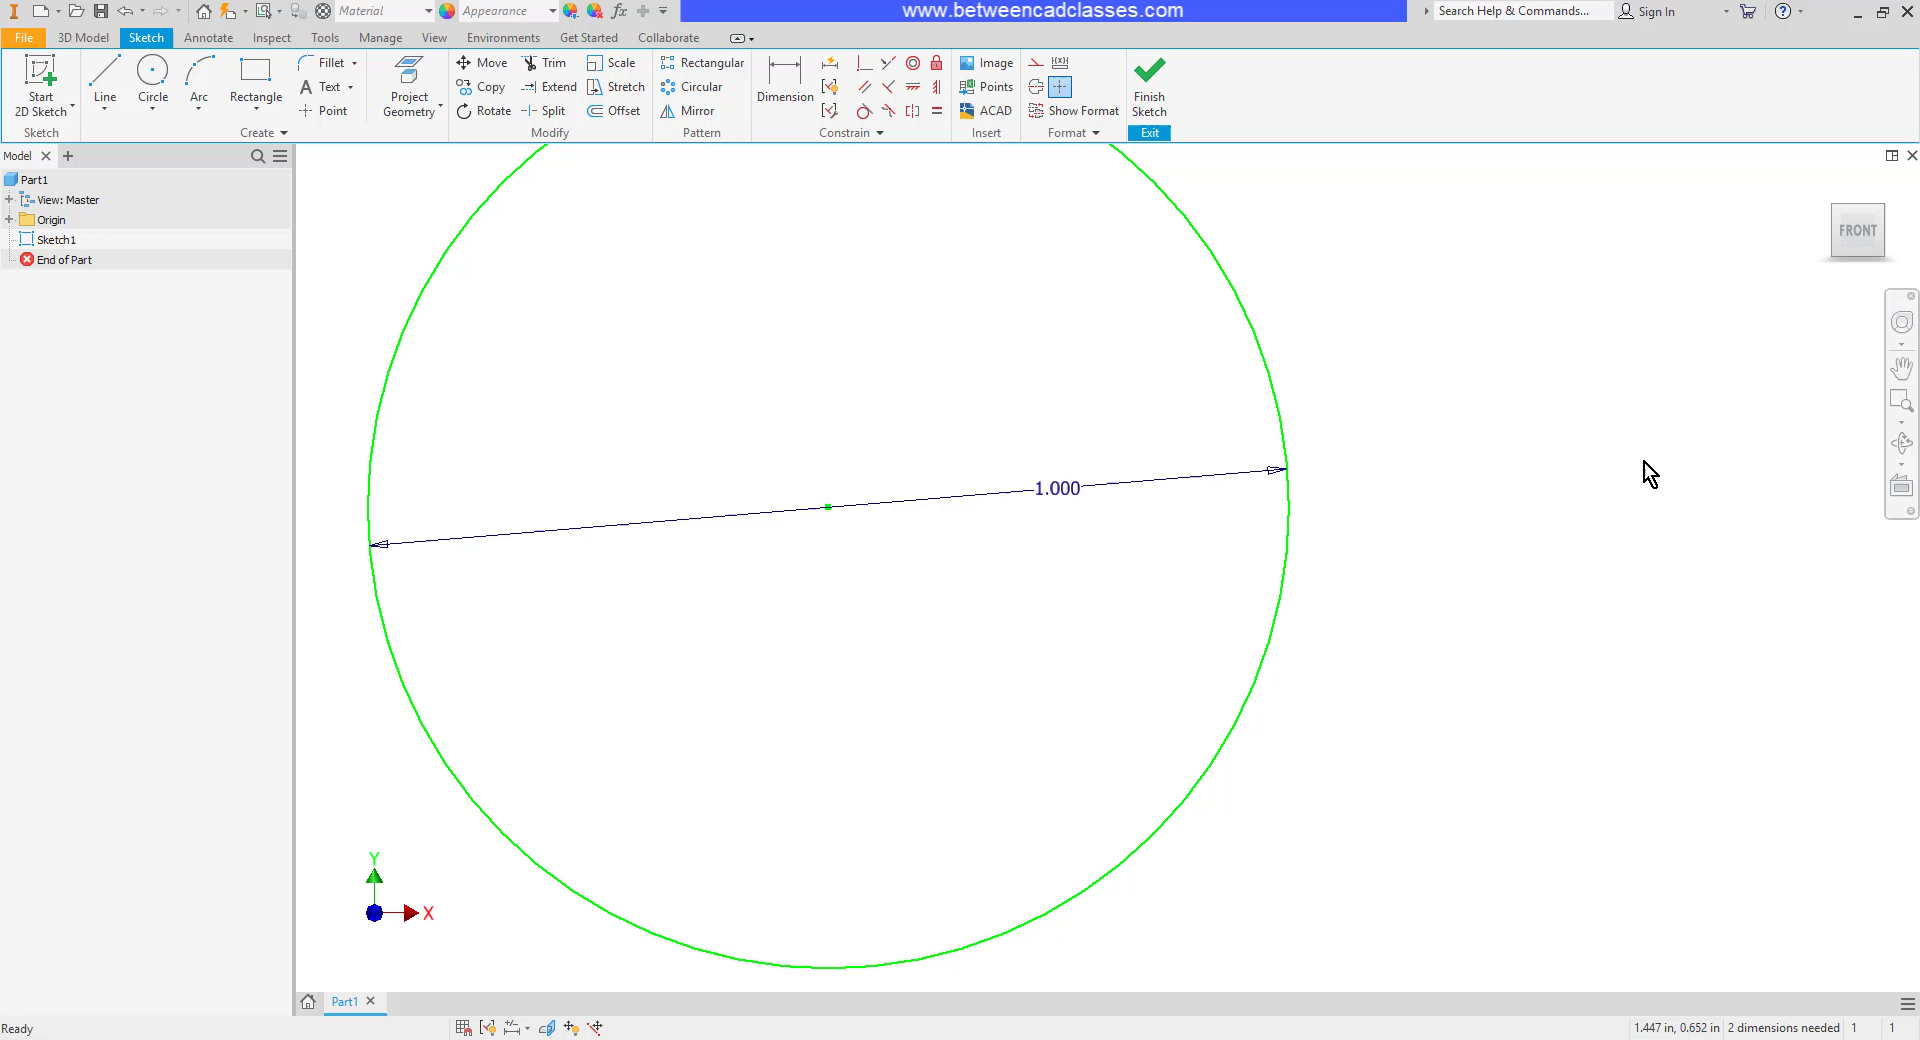 Material
Appearance
www.betweencadclasses.com
Search Help & Commands...
Sign In
File
3D Model
Sketch
Annotate
Inspect
Tools
Manage
View
Environments
Get Started
Collaborate
Start
2D Sketch
Line
Circle
Arc
Rectangle
Fillet
Text
Point
Project
Geometry
Move
Copy
Rotate
Trim
Extend
Split
Scale
Stretch
Offset
Rectangular
Circular
Mirror
Dimension
Image
Points
ACAD
Show Format
Finish
Sketch
Sketch
Create
Modify
Pattern
Constrain
Insert
Format
Exit
Model
Part1
View: Master
Origin
Sketch1
End of Part
FRONT
1.000
Y
X
Part1
Ready
1.447 in, 0.652 in
2 dimensions needed
1
1